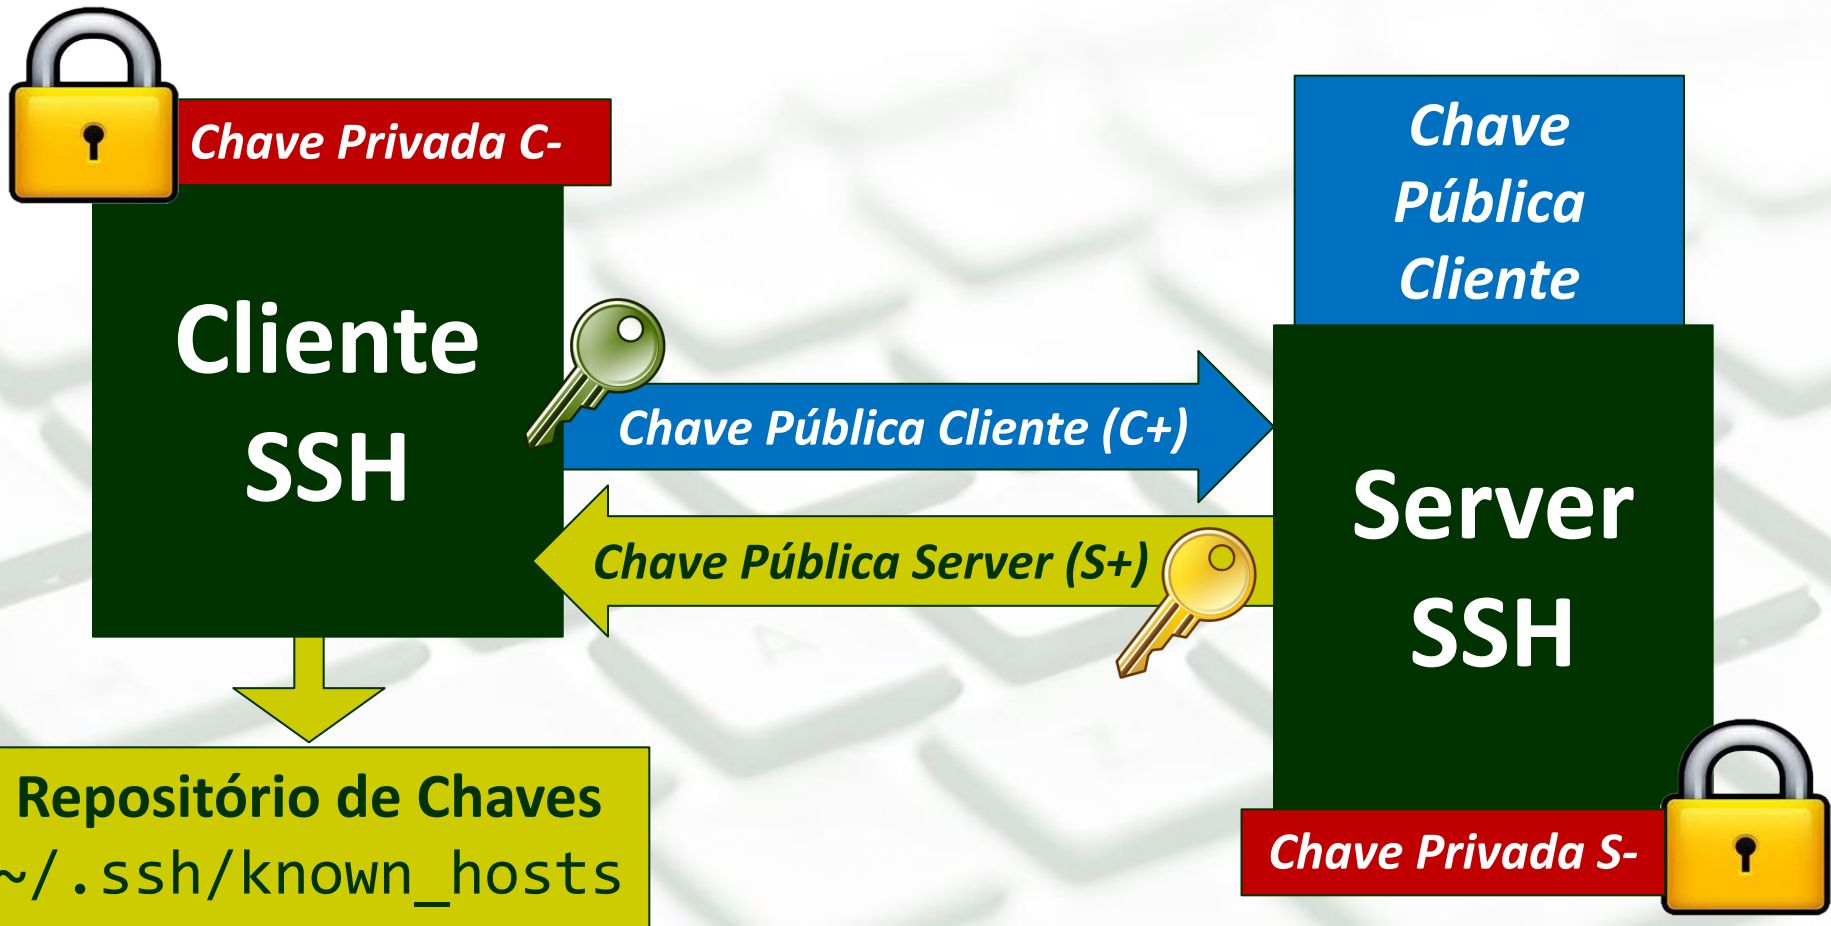 Chave Privada C-
Chave
Pública
Cliente
Cliente
SSH
Chave Pública Cliente (C+)
Chave Pública Server (S+)
Server
SSH
Repositório de Chaves
~/.ssh/known_hosts
Chave Privada S-